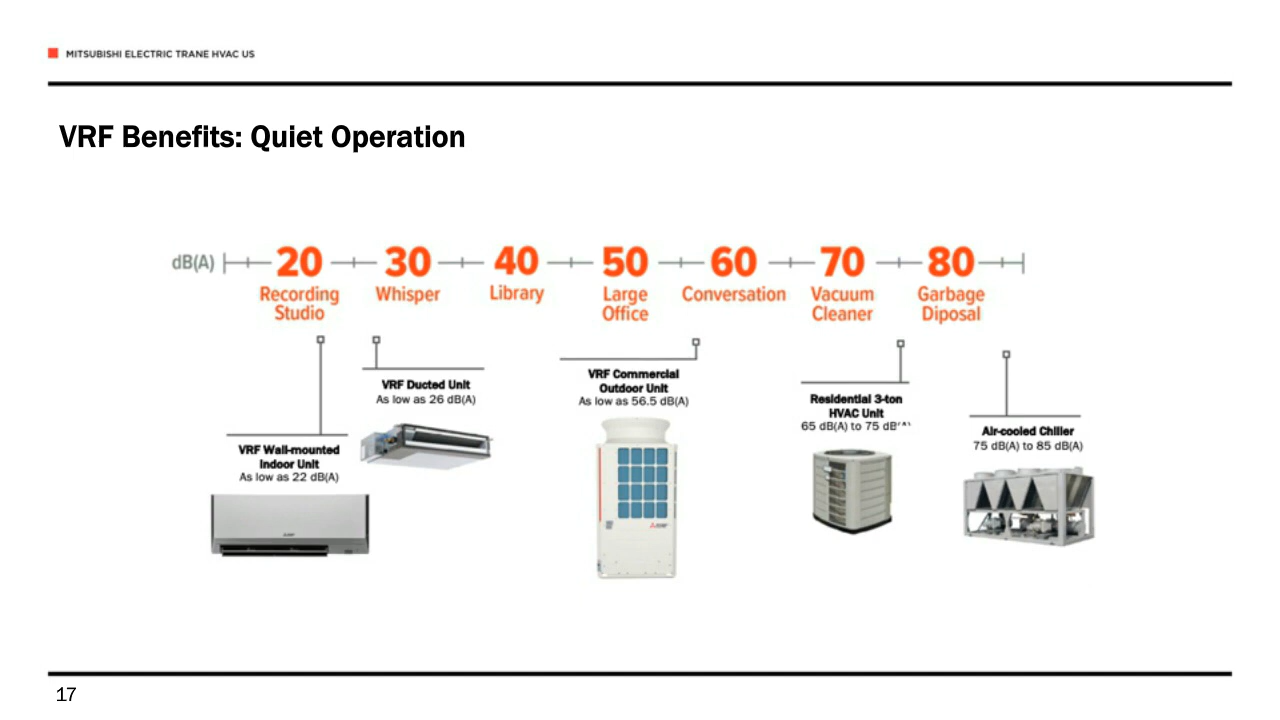 MITSUBISHI ELECTRIC TRANE HVAC US
VRF Benefits: Quiet Operation
dB(A) 20 30 40 50 60 70 80
Recording
Studio
Whisper
Library
Large
Office
Conversation
Vacuum
Cleaner
Garbage
Diposal
VRF Wall-mounted
Indoor Unit
As low as 22 dB(A)
VRF Ducted Unit
As low as 26 dB(A)
VRF Commercial
Outdoor Unit
As low as 56.5 dB(A)
Residential 3-ton
HVAC Unit
65 dB(A) to 75 dB(A)
Air-cooled Chiller
75 dB(A) to 85 dB(A)
17